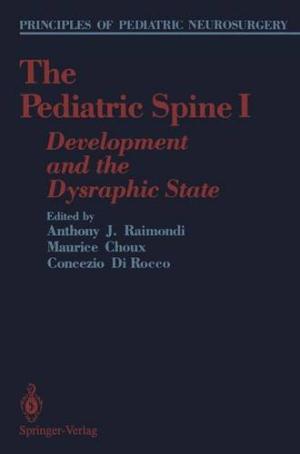 PRINCIPLES OF PEDIATRIC NEUROSURGERY
The
Pediatric Spine I
Development
and the
Dysraphic State
Edited by
Anthony J. Raimondi
Maurice Choux
Concezio Di Rocco
Springer-Verlag